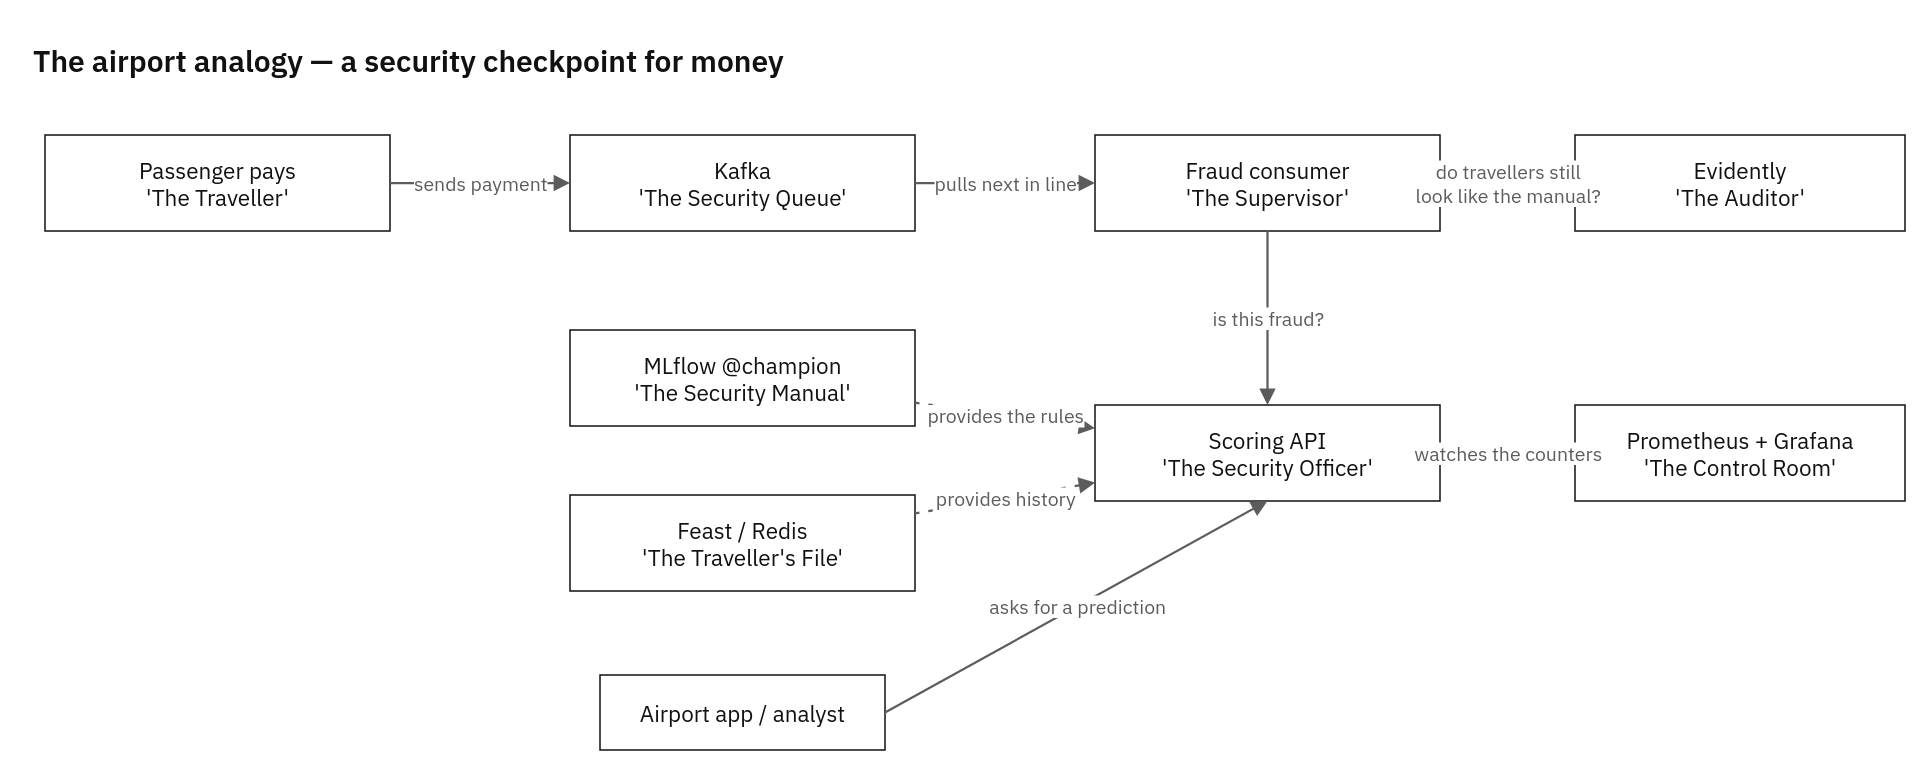 The airport analogy — a security checkpoint for money
Passenger pays
'The Traveller'
sends payment
Kafka
'The Security Queue'
pulls next in line
Fraud consumer
'The Supervisor'
do travellers still
look like the manual?
Evidently
'The Auditor'
is this fraud?
MLflow @champion
'The Security Manual'
provides the rules
Scoring API
'The Security Officer'
watches the counters
Prometheus + Grafana
'The Control Room'
provides history
Feast / Redis
'The Traveller's File'
asks for a prediction
Airport app / analyst